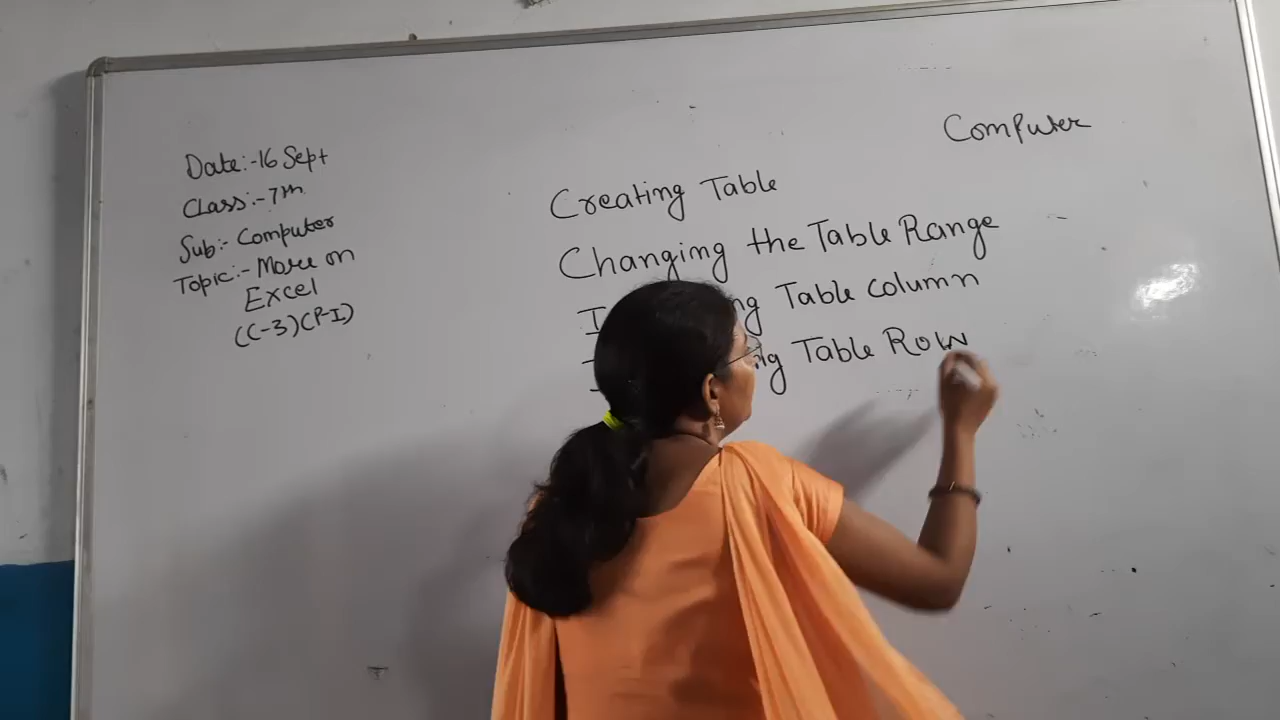 Date:-16 Sept
Class:-7th
Sub:- Computer
Topic:- More on
Excel
(C-3)(P-I)
Computer
Creating Table
Changing the Table Range
Table column
Table Row